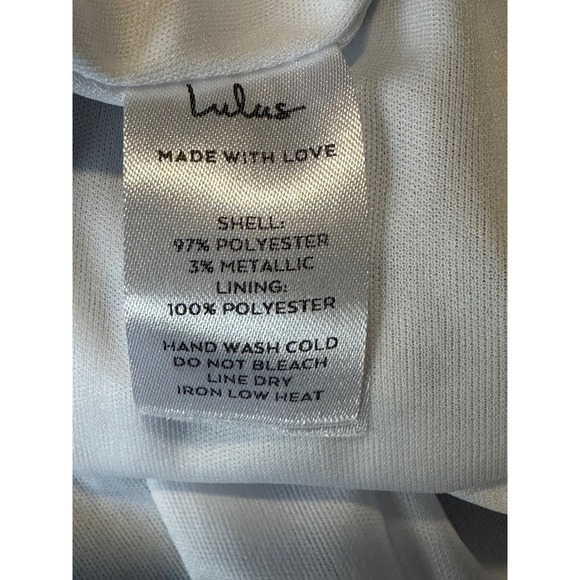 Lulus
MADE WITH LOVE
SHELL:
97% POLYESTER
3% METALLIC
LINING:
100% POLYESTER
HAND WASH COLD
DO NOT BLEACH
LINE DRY
IRON LOW HEAT